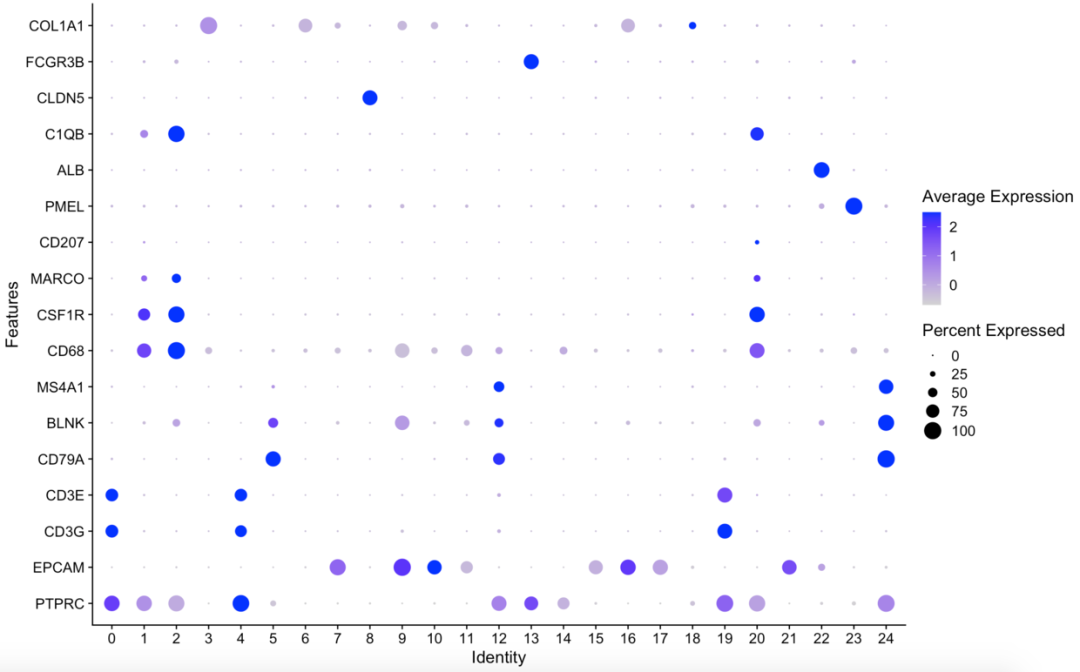 COL1A1
FCGR3B
CLDN5
C1QB
ALB
PMEL
CD207
MARCO
CSF1R
CD68
MS4A1
BLNK
CD79A
CD3E
CD3G
EPCAM
PTPRC
Features
0 1 2 3 4 5 6 7 8 9 10 11 12 13 14 15 16 17 18 19 20 21 22 23 24
Identity
Average Expression
2
1
0
Percent Expressed
0
25
50
75
100